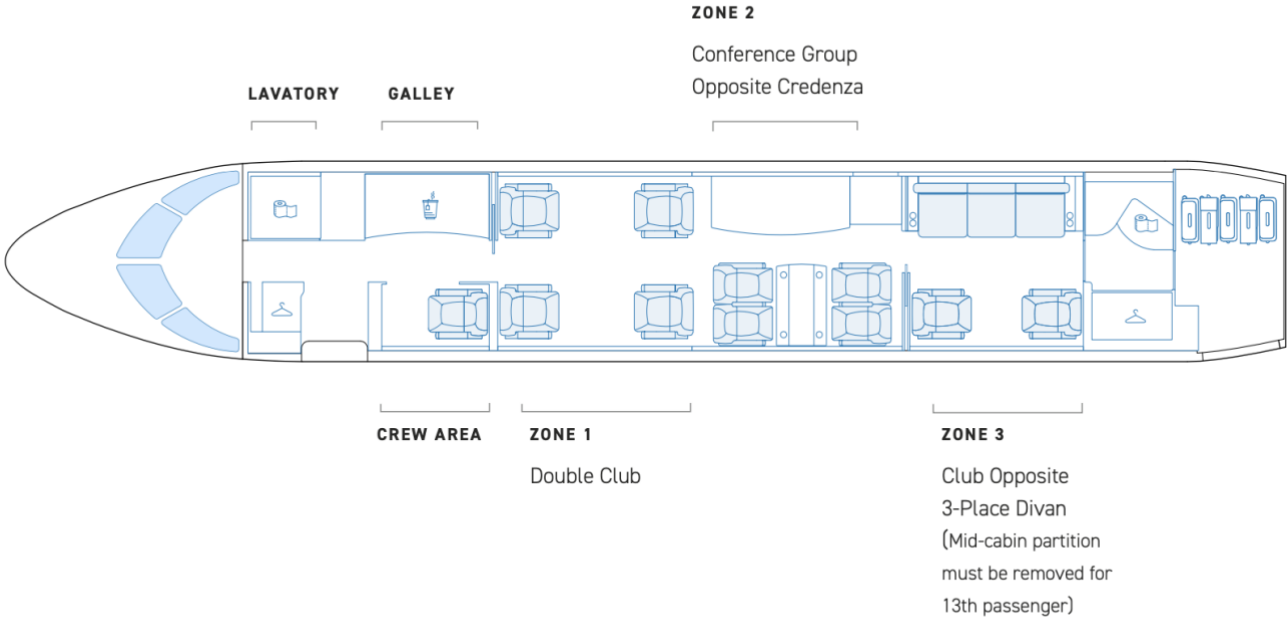 ZONE 2
Conference Group
Opposite Credenza
LAVATORY
GALLEY
CREW AREA
ZONE 1
Double Club
ZONE 3
Club Opposite
3-Place Divan
(Mid-cabin partition
must be removed for
13th passenger)